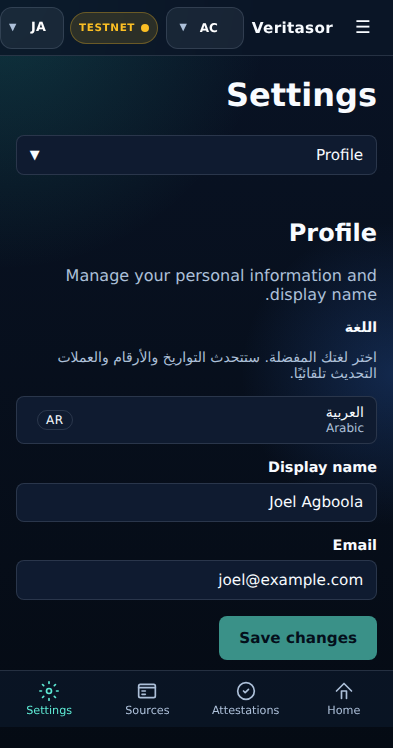 Veritasor
AC
TESTNET
JA
Settings
Profile
Profile
Manage your personal information and
display name.
اللغة
اختر لغتك المفضلة. ستتحدث التواريخ والأرقام والعملات
التحديث تلقائيًا.
العربية
Arabic
AR
Display name
Joel Agboola
Email
joel@example.com
Save changes
Home
Attestations
Sources
Settings